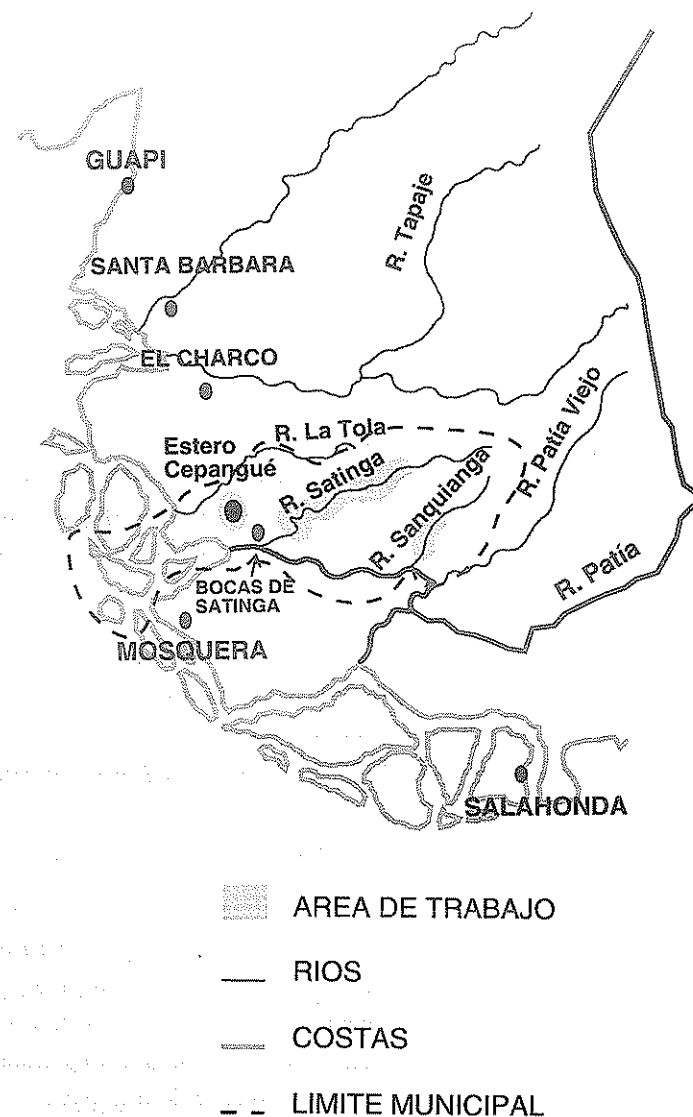 GUAPI
R. Tapaje
SANTA BARBARA
EL CHARCO
R. Patía Viejo
R. La Tola
Estero
Cepangué
R. Satinga
R. Sanquianga
BOCAS DE
SATINGA
R. Patía
MOSQUERA
SALAHONDA
AREA DE TRABAJO
RIOS
COSTAS
LIMITE MUNICIPAL